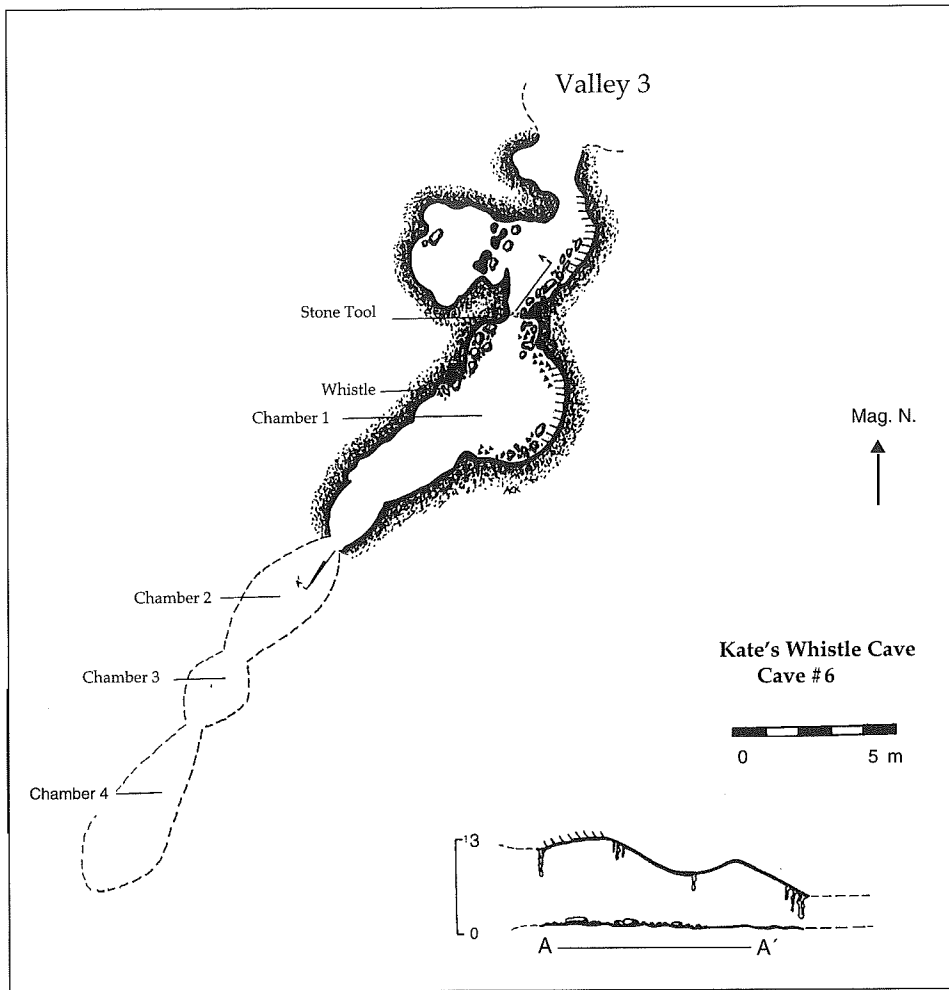 Valley 3
A
Stone Tool
Whistle
Chamber 1
Mag. N.
A'
Chamber 2
Kate's Whistle Cave
Cave #6
Chamber 3
0 5 m
Chamber 4
3
0
A A'